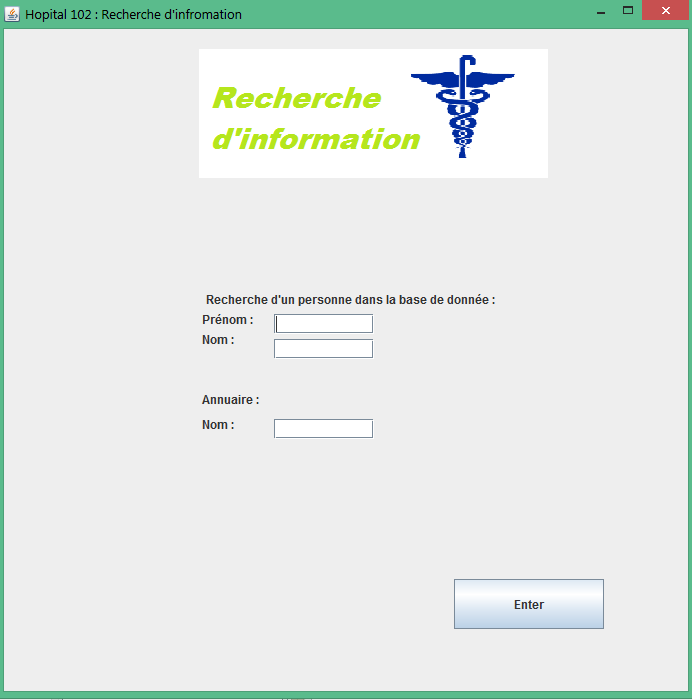 Hopital 102 : Recherche d'infromation
Recherche
d'information
Recherche d'un personne dans la base de donnée :
Prénom :
Nom :
Annuaire :
Nom :
Enter